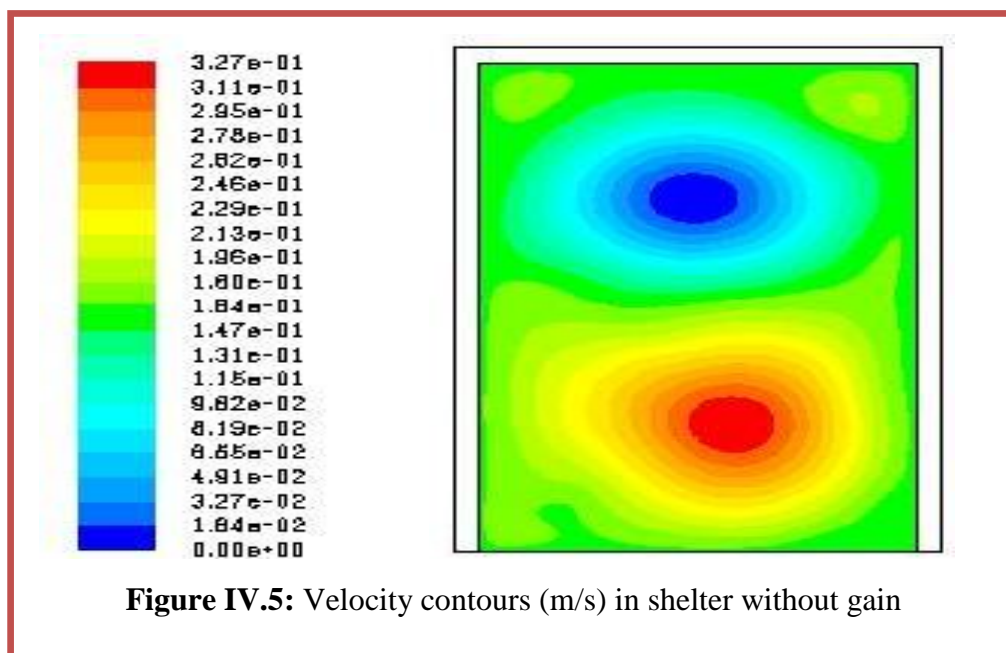 3.27e-01
3.11e-01
2.95e-01
2.78e-01
2.62e-01
2.46e-01
2.29e-01
2.13e-01
1.96e-01
1.80e-01
1.64e-01
1.47e-01
1.31e-01
1.15e-01
9.82e-02
8.19e-02
6.55e-02
4.91e-02
3.27e-02
1.64e-02
0.00e+00
Figure IV.5: Velocity contours (m/s) in shelter without gain